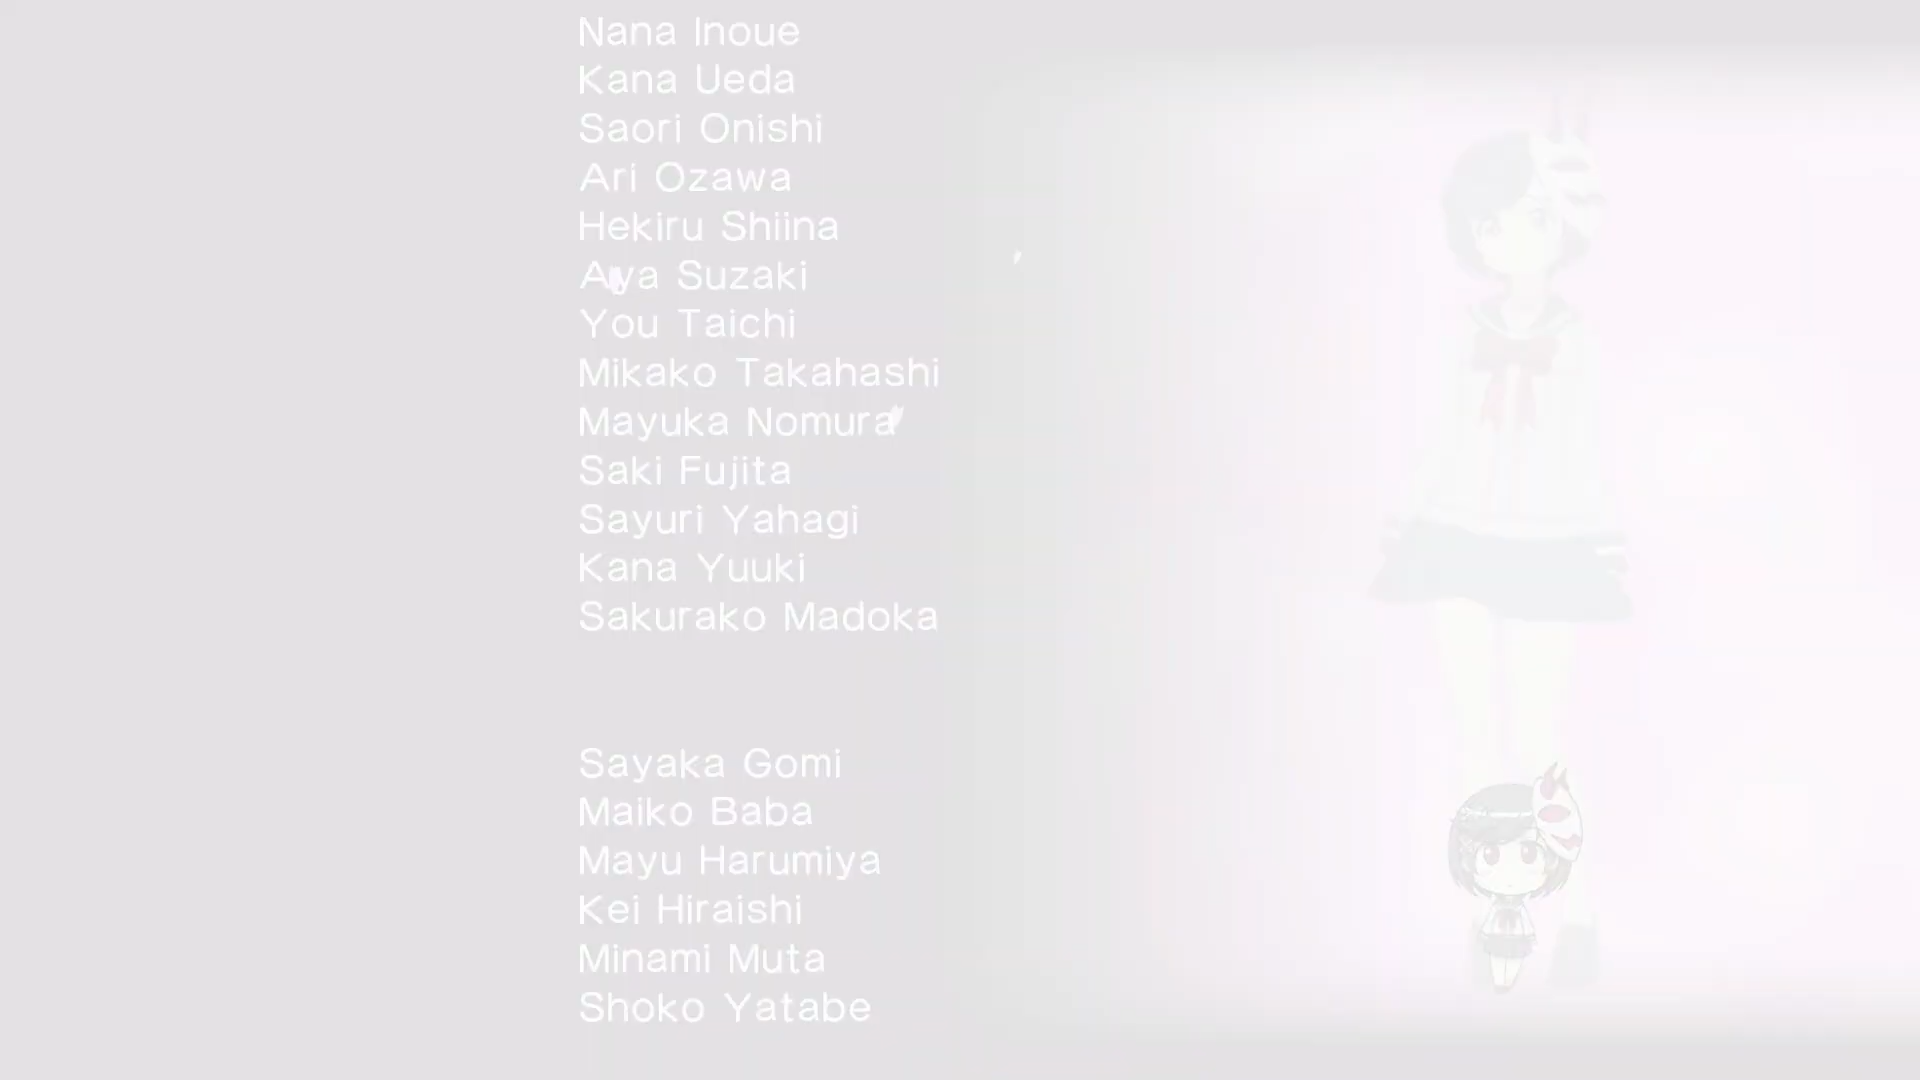 Nana Inoue
Kana Ueda
Saori Onishi
Ari Ozawa
Hekiru Shiina
Aya Suzaki
You Taichi
Mikako Takahashi
Mayuka Nomura
Saki Fujita
Sayuri Yahagi
Kana Yuuki
Sakurako Madoka
Sayaka Gomi
Maiko Baba
Mayu Harumiya
Kei Hiraishi
Minami Muta
Shoko Yatabe